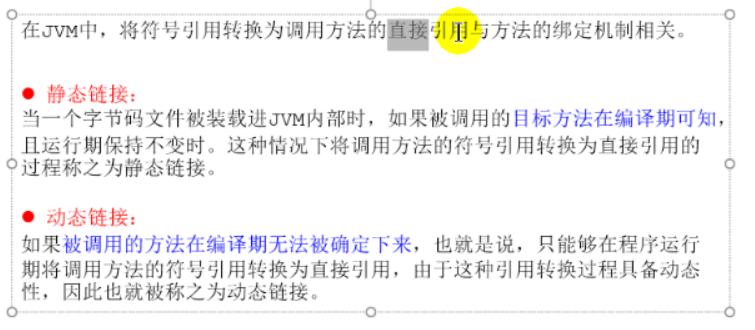 在JVM中，将符号引用转换为调用方法的直接引用与方法的绑定机制相关。
● 静态链接：
当一个字节码文件被装载进JVM内部时，如果被调用的目标方法在编译期可知，
且运行期保持不变时。这种情况下将调用方法的符号引用转换为直接引用的
过程称之为静态链接。
● 动态链接：
如果被调用的方法在编译期无法被确定下来，也就是说，只能够在程序运行
期将调用方法的符号引用转换为直接引用，由于这种引用转换过程具备动态
性，因此也就被称之为动态链接。